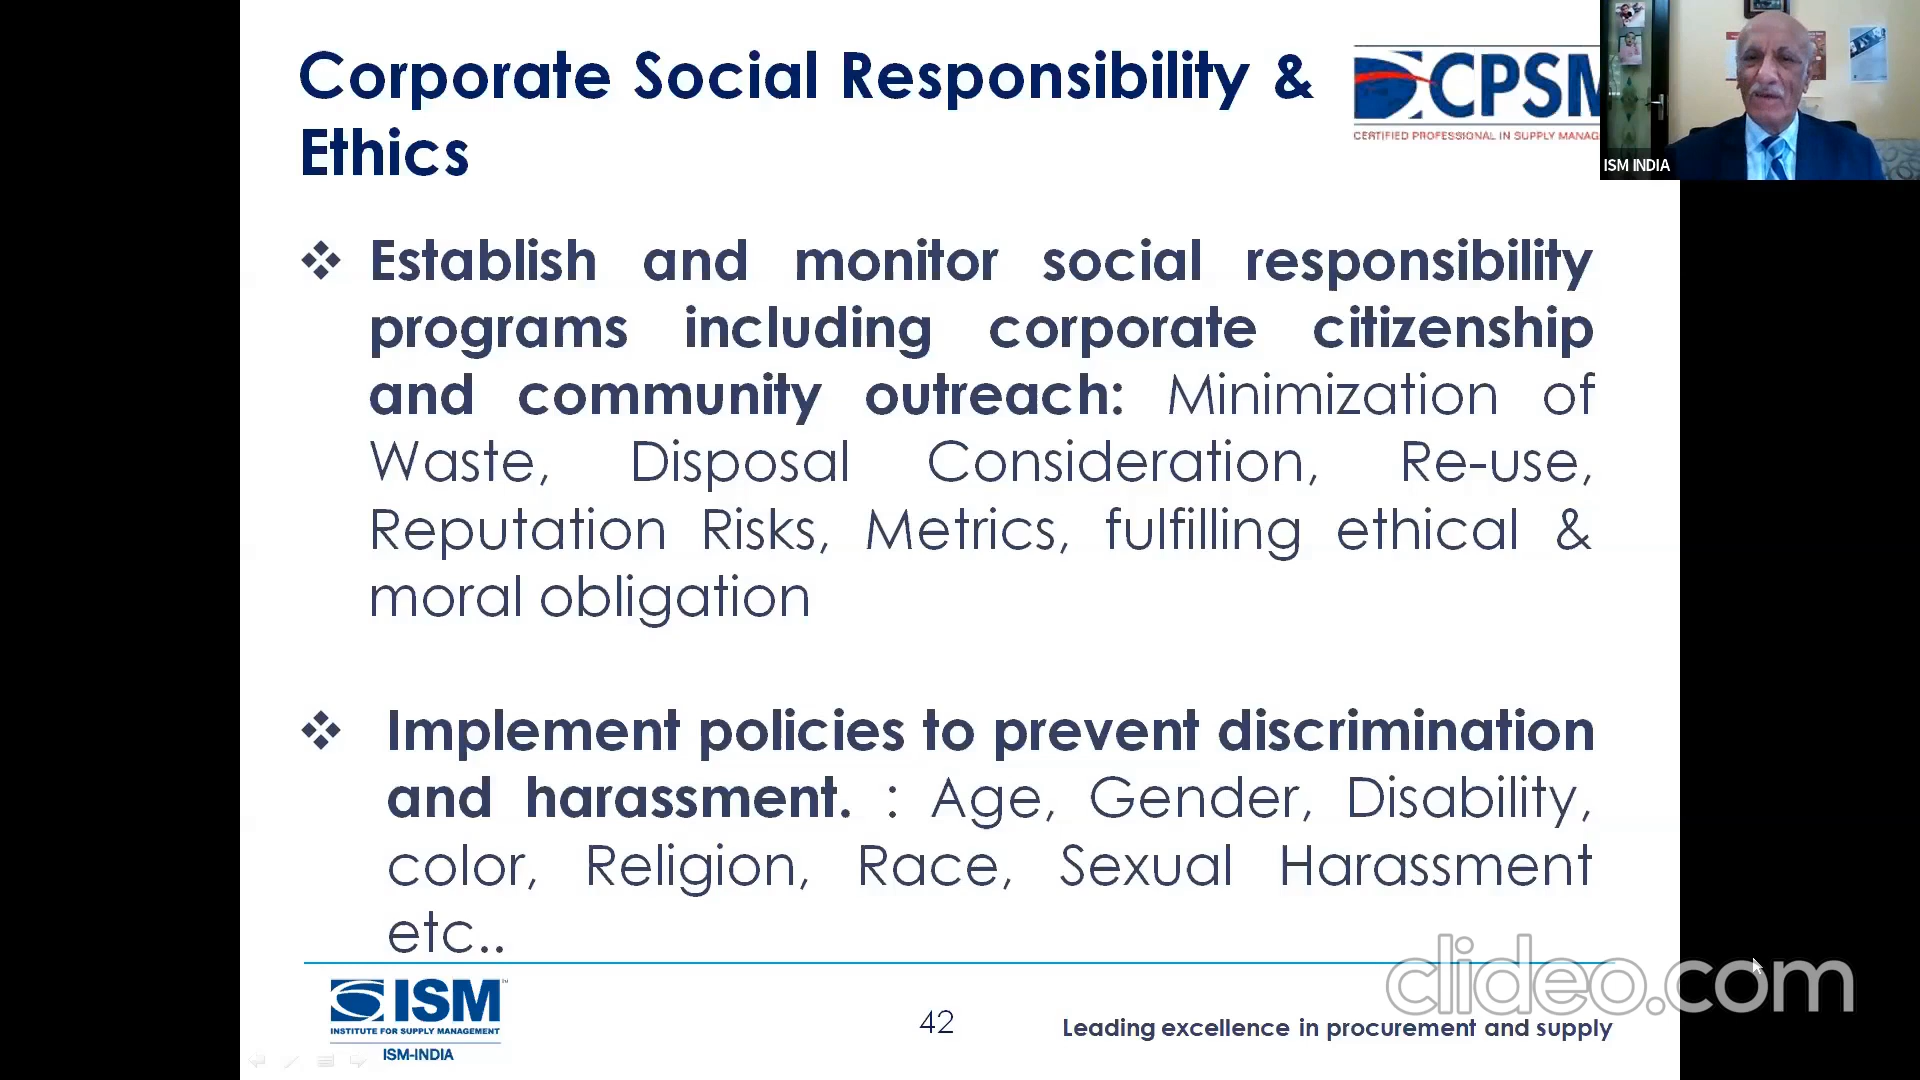 Corporate Social Responsibility &
Ethics
CPSM
CERTIFIED PROFESSIONAL IN SUPPLY MANAG
ISM INDIA
❖ Establish and monitor social responsibility
programs including corporate citizenship
and community outreach: Minimization of
Waste, Disposal Consideration, Re-use,
Reputation Risks, Metrics, fulfilling ethical &
moral obligation
❖ Implement policies to prevent discrimination
and harassment. : Age, Gender, Disability,
color, Religion, Race, Sexual Harassment
etc..
clideo.com
ISM
INSTITUTE FOR SUPPLY MANAGEMENT
ISM-INDIA
42
Leading excellence in procurement and supply